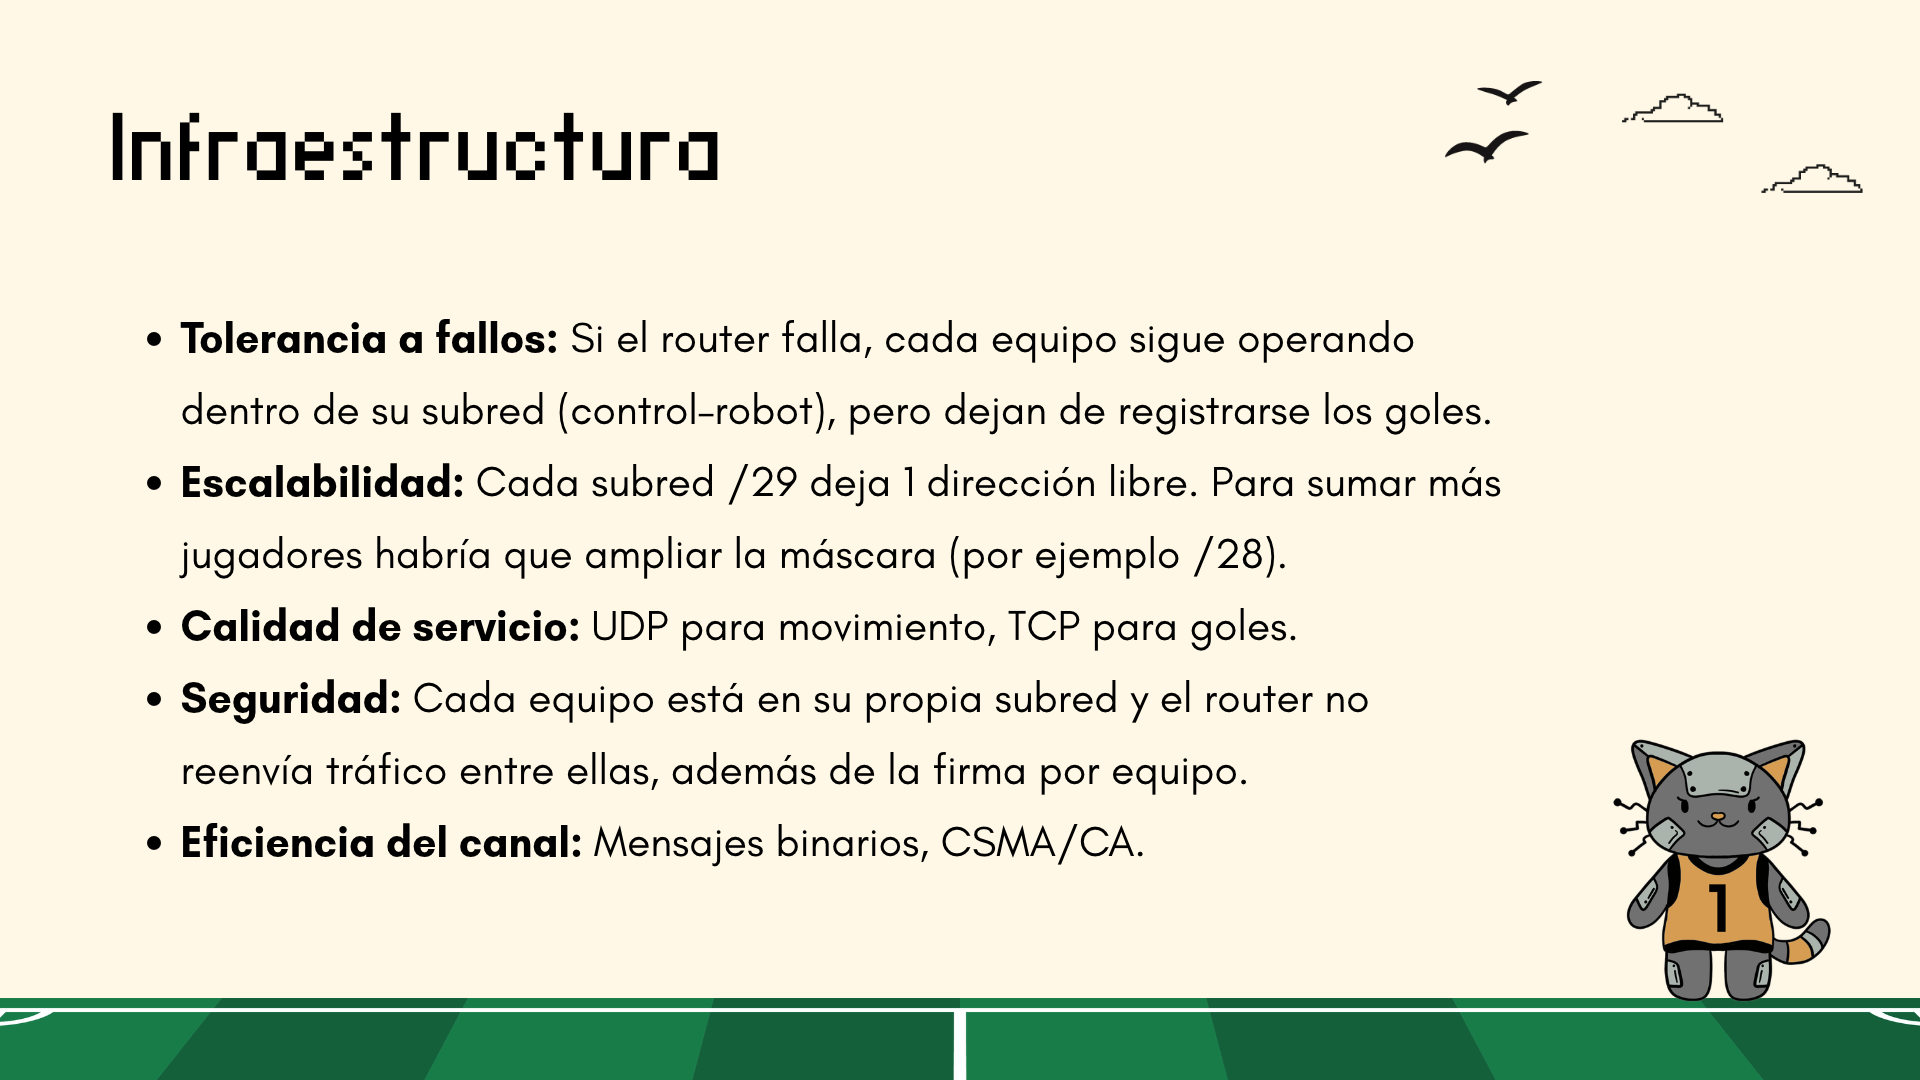 Infraestructura
• Tolerancia a fallos: Si el router falla, cada equipo sigue operando
dentro de su subred (control-robot), pero dejan de registrarse los goles.
• Escalabilidad: Cada subred /29 deja 1 dirección libre. Para sumar más
jugadores habría que ampliar la máscara (por ejemplo /28).
• Calidad de servicio: UDP para movimiento, TCP para goles.
• Seguridad: Cada equipo está en su propia subred y el router no
reenvía tráfico entre ellas, además de la firma por equipo.
• Eficiencia del canal: Mensajes binarios, CSMA/CA.
1